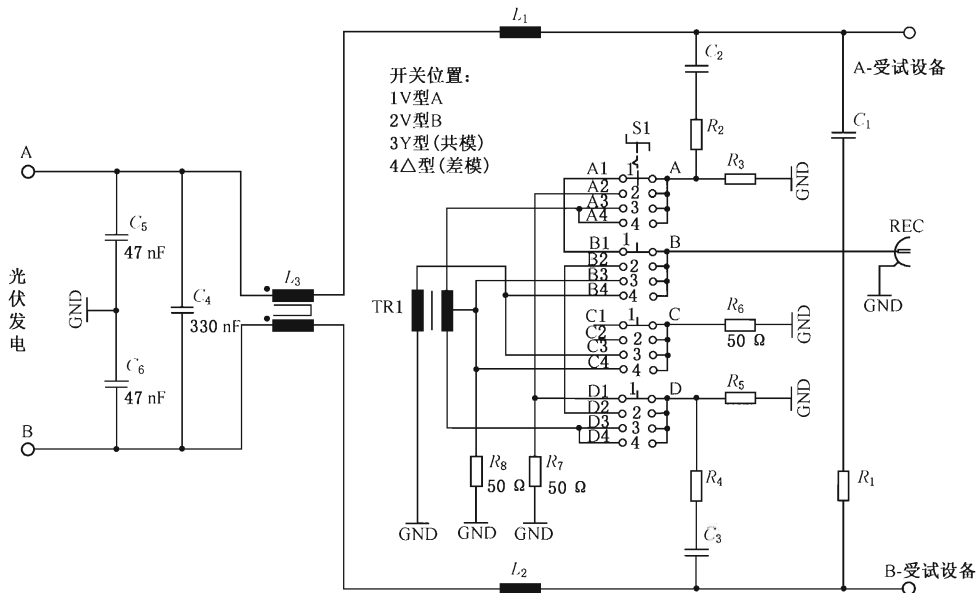 L₁
A-受试设备
C₂
开关位置：
1V型A
2V型B
3Y型(共模)
4△型(差模)
S1
R₂
C₁
A
A1
A2
A3
A4
1
2
3
4
A
R₃
GND
C₅
47 nF
B1
B2
B3
B4
1
2
3
4
B
REC
GND
光伏发电
GND
C₄
330 nF
L₃
TR1
C1
C2
C3
C4
1
2
3
4
C
R₆
50 Ω
GND
C₆
47 nF
D1
D2
D3
D4
1
2
3
4
D
R₅
GND
B
R₈
50 Ω
R₇
50 Ω
R₄
R₁
GND
GND
GND
C₃
L₂
B-受试设备